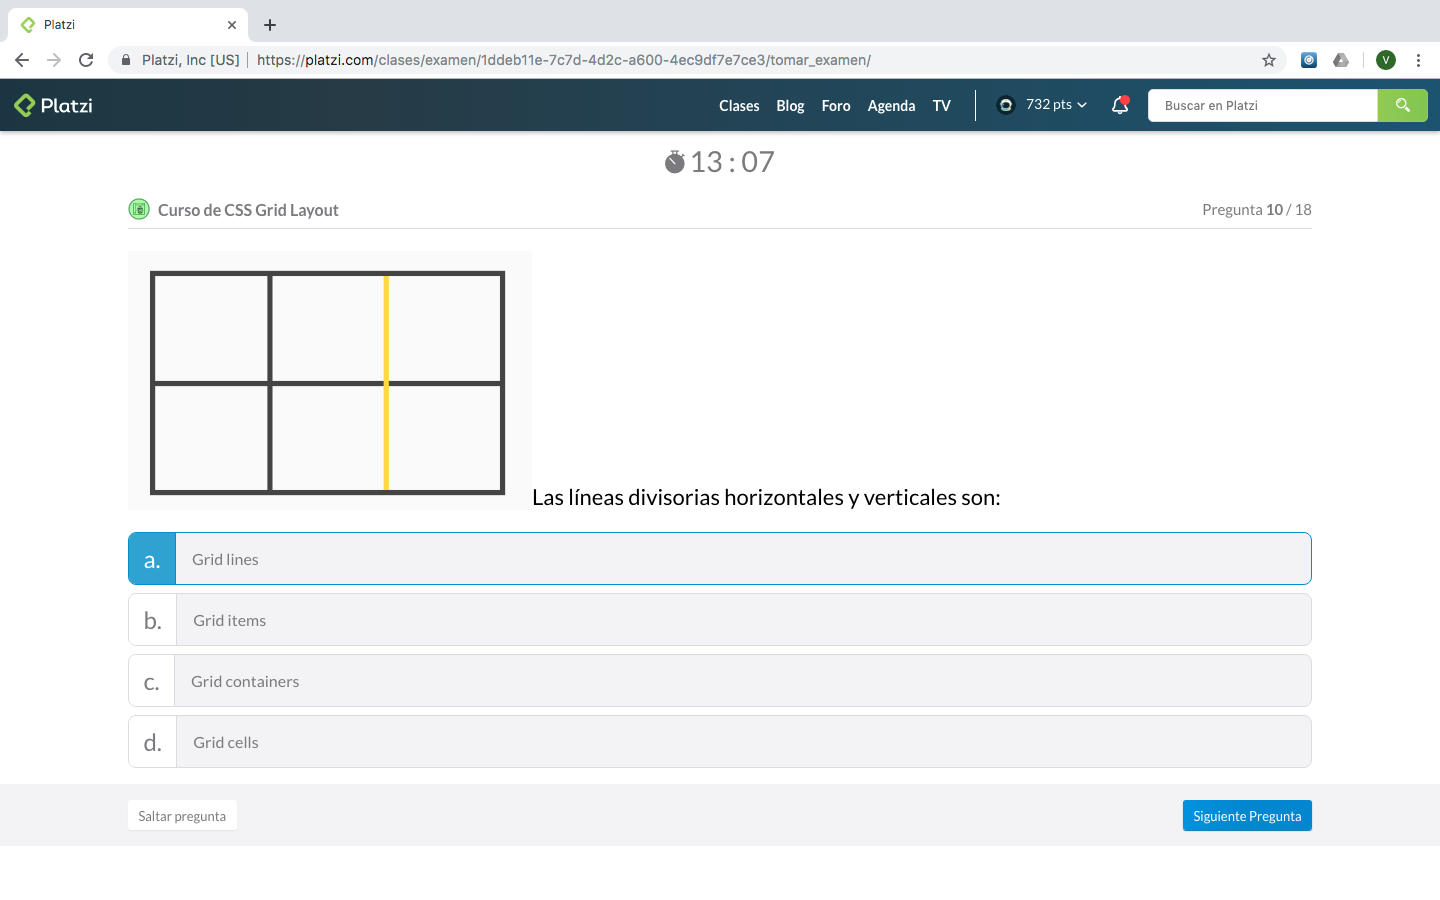 Platzi
Platzi, Inc [US] https://platzi.com/clases/examen/1ddeb11e-7c7d-4d2c-a600-4ec9df7e7ce3/tomar_examen/
V
Platzi Clases Blog Foro Agenda TV 732 pts Buscar en Platzi
13 : 07
Curso de CSS Grid Layout Pregunta 10 / 18
Las líneas divisorias horizontales y verticales son:
a. Grid lines
b. Grid items
c. Grid containers
d. Grid cells
Saltar pregunta Siguiente Pregunta